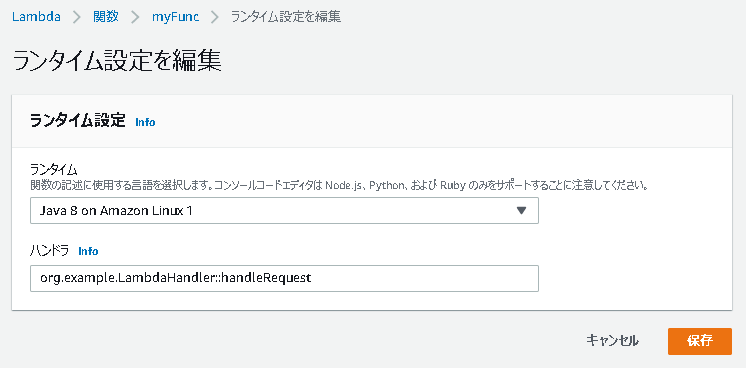 Lambda > 関数 > myFunc > ランタイム設定を編集
ランタイム設定を編集
ランタイム設定 Info
ランタイム
関数の記述に使用する言語を選択します。コンソールコードエディタは Node.js、Python、および Ruby のみをサポートすることに注意してください。
Java 8 on Amazon Linux 1
ハンドラ Info
org.example.LambdaHandler::handleRequest
キャンセル 保存